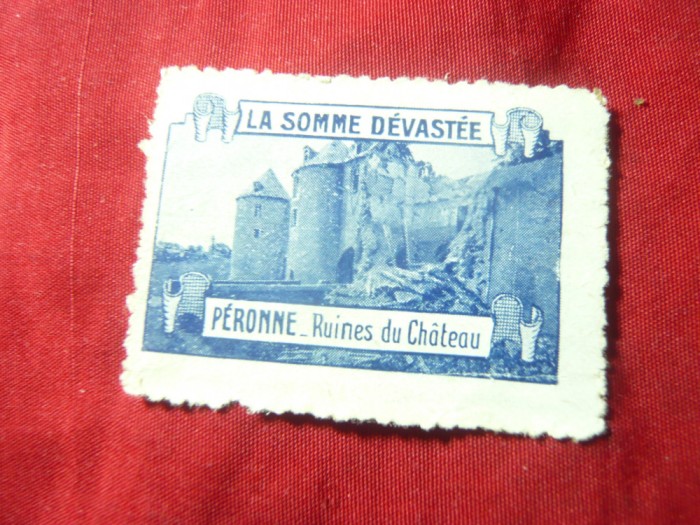 LA SOMME DÉVASTÉE
PÉRONNE_Ruines du Château